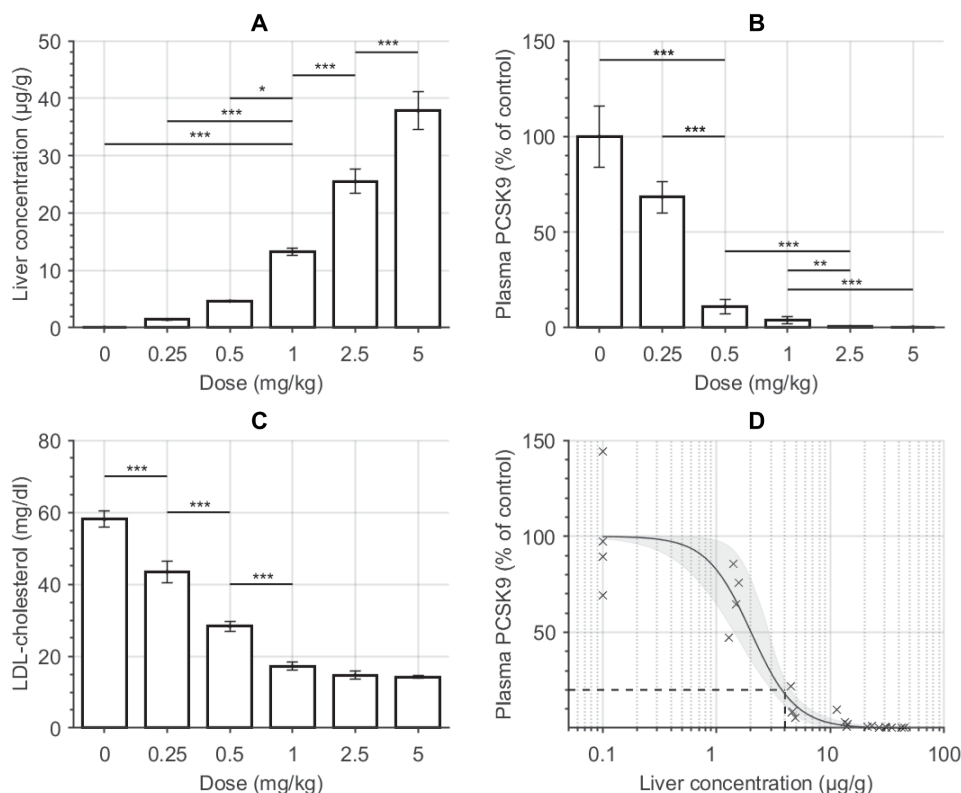 A
Liver concentration (µg/g)
50
40
30
20
10
0
***
***
*
***
***
0 0.25 0.5 1 2.5 5
Dose (mg/kg)
B
Plasma PCSK9 (% of control)
150
100
50
0
***
***
***
**
***
0 0.25 0.5 1 2.5 5
Dose (mg/kg)
C
LDL-cholesterol (mg/dl)
80
60
40
20
0
***
***
***
0 0.25 0.5 1 2.5 5
Dose (mg/kg)
D
Plasma PCSK9 (% of control)
150
100
50
0.1 1 10 100
Liver concentration (µg/g)